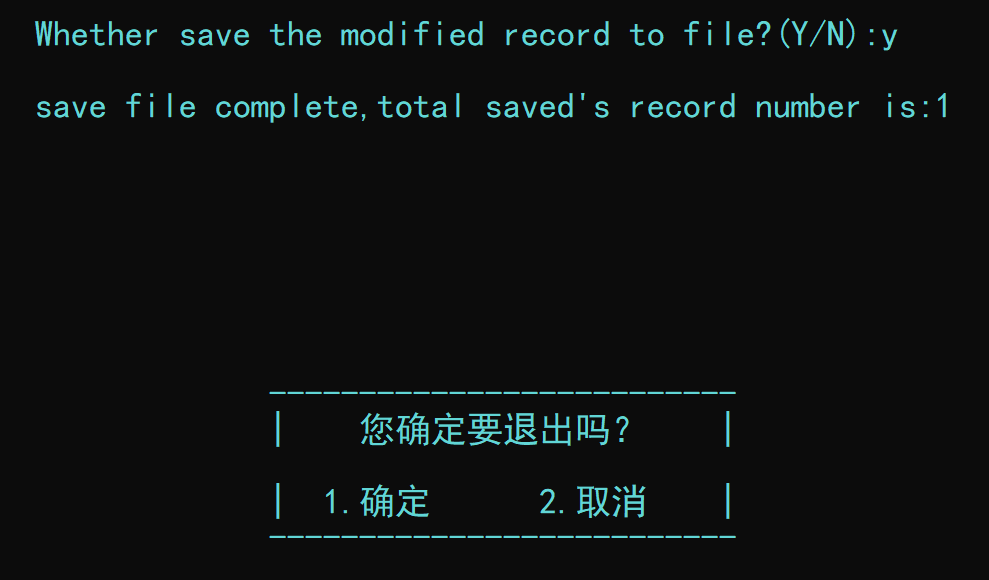 Whether save the modified record to file?(Y/N):y
save file complete,total saved's record number is:1
--------------------------
|    您确定要退出吗?     |
|  1.确定      2.取消    |
--------------------------